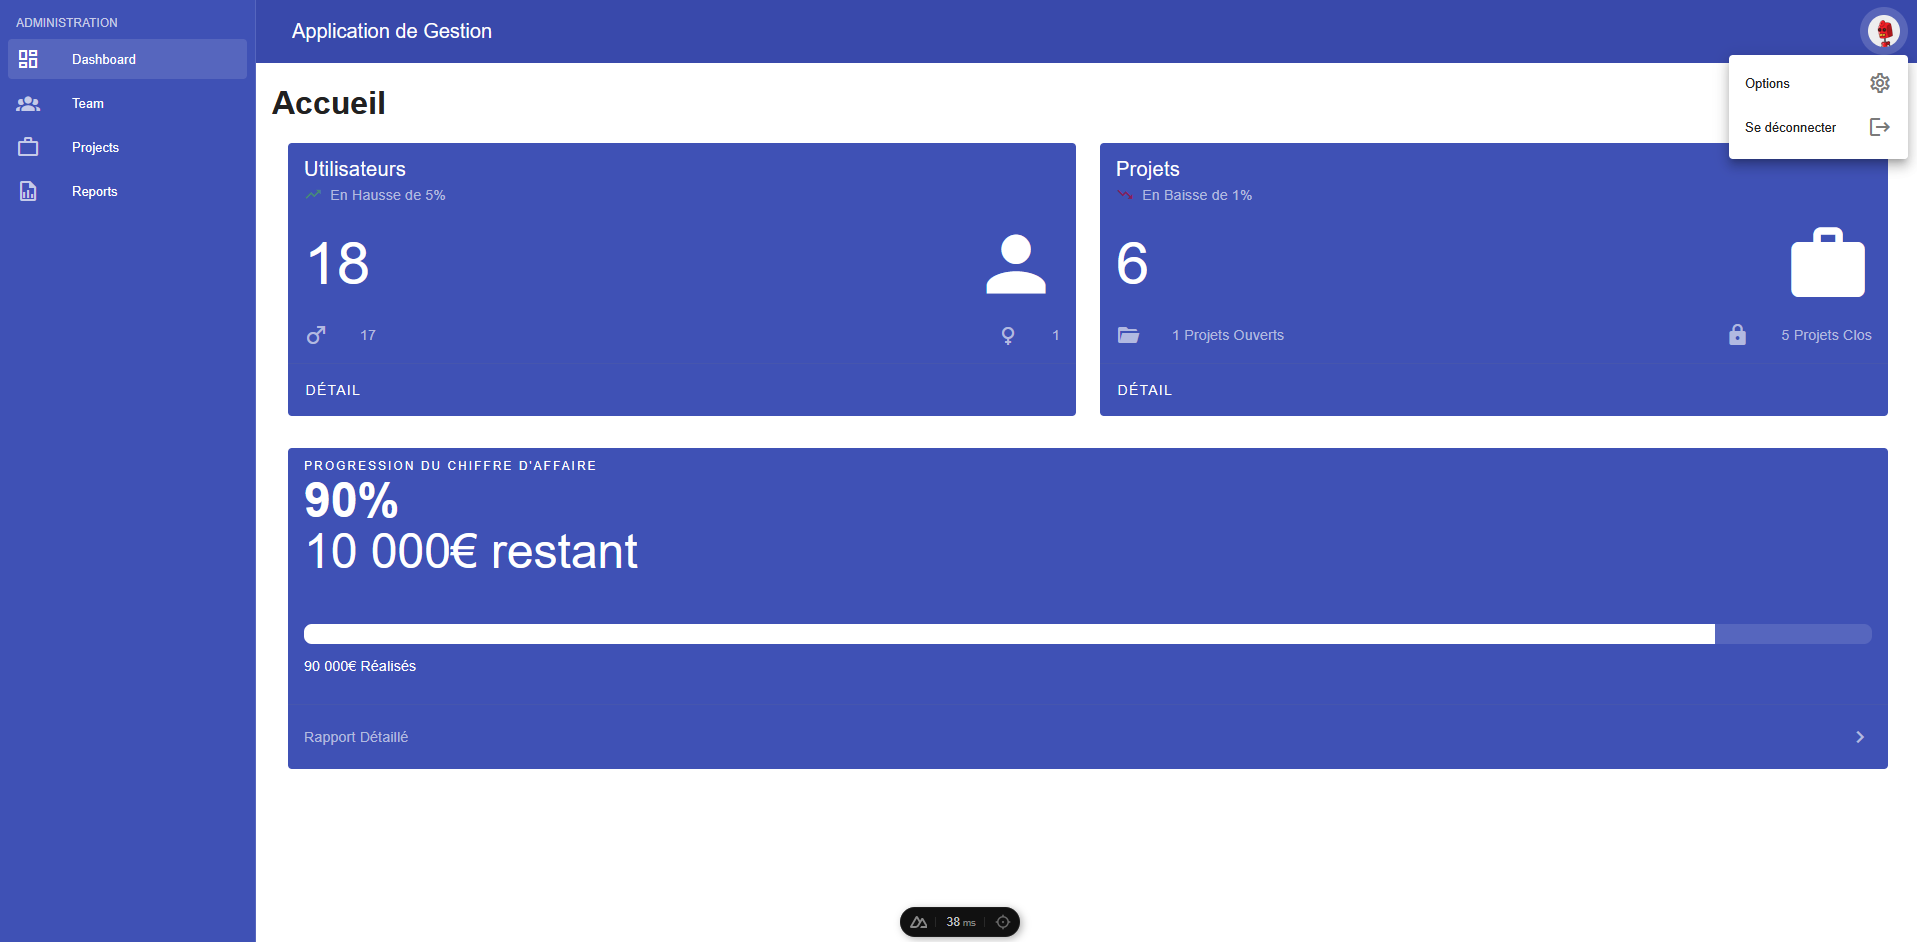 ADMINISTRATION
Dashboard
Team
Projects
Reports
Application de Gestion
Options
Se déconnecter
Accueil
Utilisateurs
En Hausse de 5%
18
17
1
DÉTAIL
Projets
En Baisse de 1%
6
1 Projets Ouverts
5 Projets Clos
DÉTAIL
PROGRESSION DU CHIFFRE D'AFFAIRE
90%
10 000€ restant
90 000€ Réalisés
Rapport Détaillé
38 ms